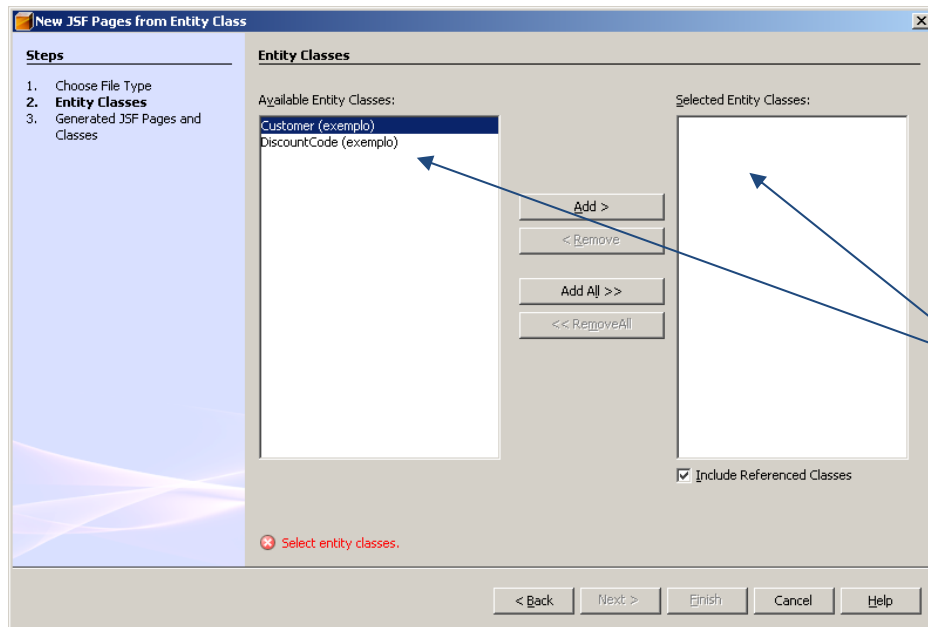 New JSF Pages from Entity Class
Steps
1. Choose File Type
2. Entity Classes
3. Generated JSF Pages and
Classes
Entity Classes
Available Entity Classes:
Customer (exemplo)
DiscountCode (exemplo)
Add >
< Remove
Add All >>
<< RemoveAll
Selected Entity Classes:
Include Referenced Classes
Select entity classes.
< Back
Next >
Finish
Cancel
Help